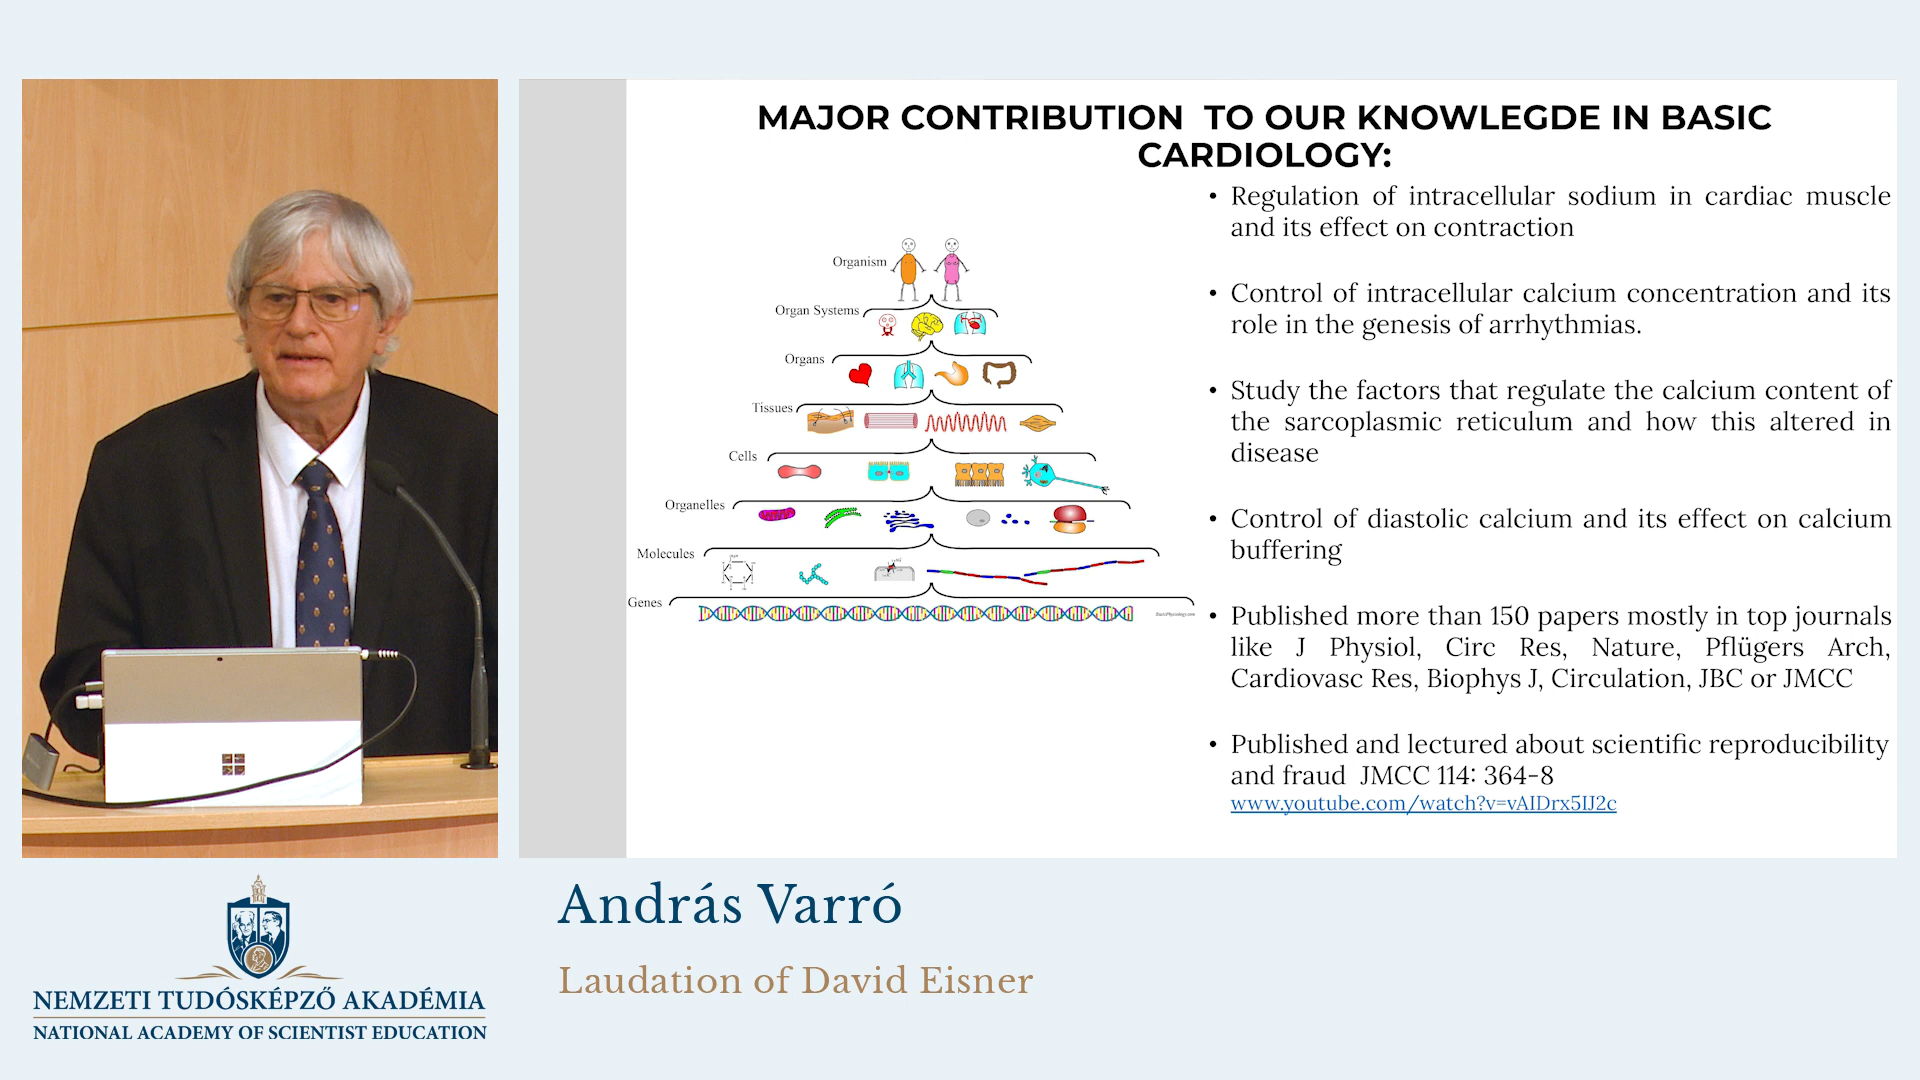 MAJOR CONTRIBUTION TO OUR KNOWLEGDE IN BASIC
CARDIOLOGY:
Organism
Organ Systems
Organs
Tissues
Cells
Organelles
Molecules
Genes
• Regulation of intracellular sodium in cardiac muscle
and its effect on contraction
• Control of intracellular calcium concentration and its
role in the genesis of arrhythmias.
• Study the factors that regulate the calcium content of
the sarcoplasmic reticulum and how this altered in
disease
• Control of diastolic calcium and its effect on calcium
buffering
• Published more than 150 papers mostly in top journals
like J Physiol, Circ Res, Nature, Pflügers Arch,
Cardiovasc Res, Biophys J, Circulation, JBC or JMCC
• Published and lectured about scientific reproducibility
and fraud JMCC 114: 364-8
www.youtube.com/watch?v=vAIDrx5IJ2c
András Varró
Laudation of David Eisner
NEMZETI TUDÓSKÉPZŐ AKADÉMIA
NATIONAL ACADEMY OF SCIENTIST EDUCATION